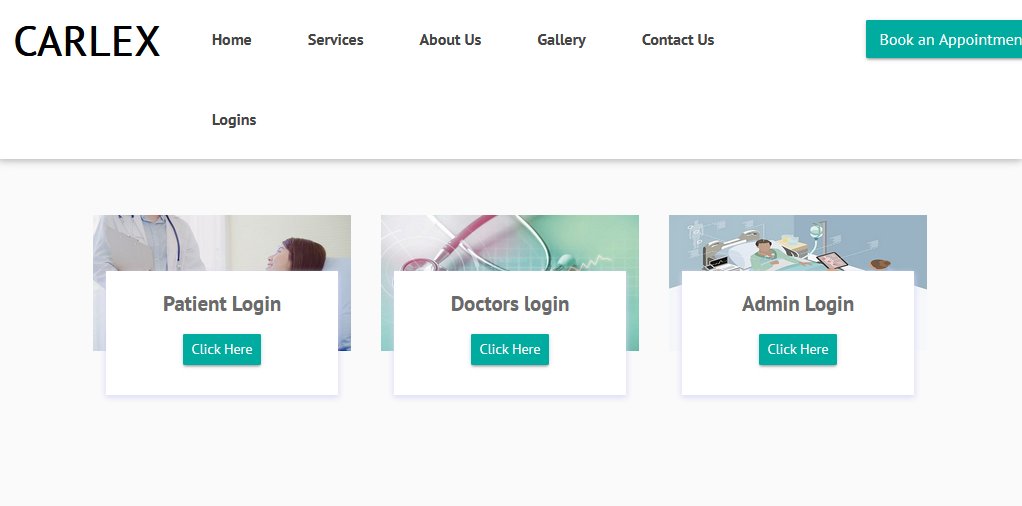 CARLEX
Home
Services
About Us
Gallery
Contact Us
Book an Appointmen
Logins
Patient Login
Click Here
Doctors login
Click Here
Admin Login
Click Here